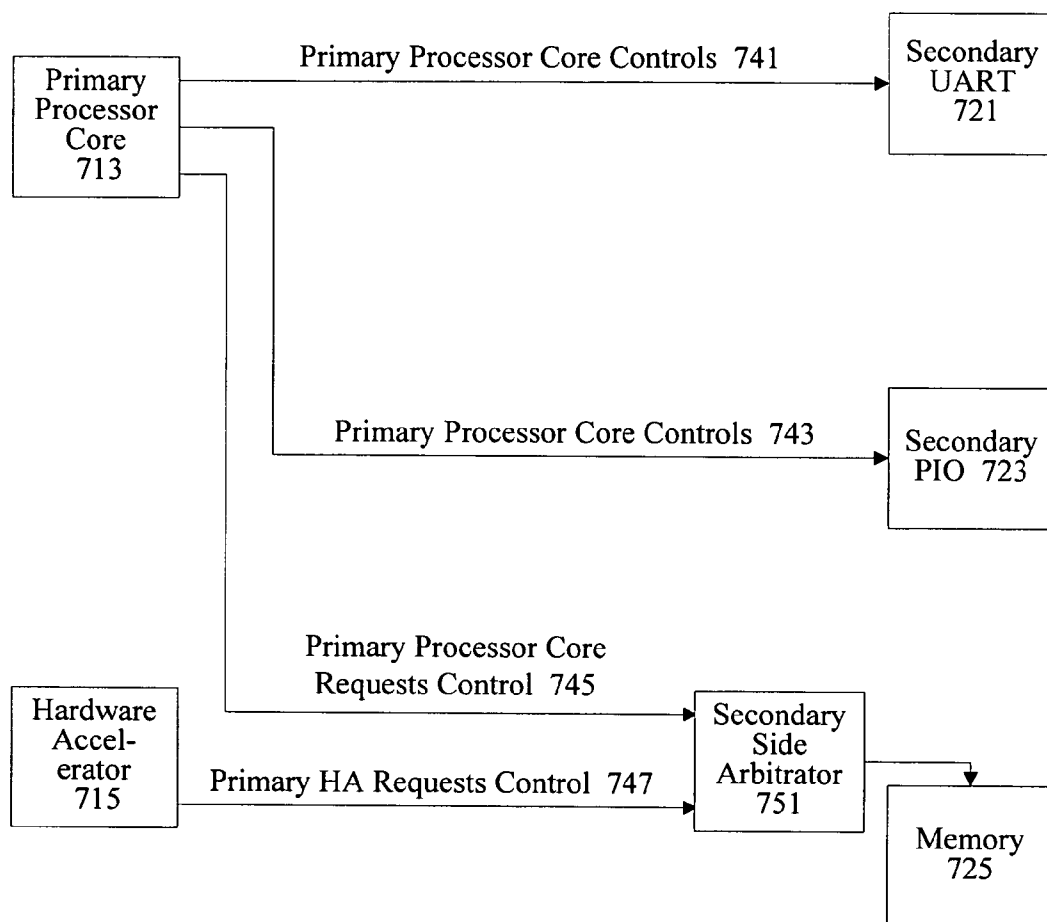 Primary
Processor
Core
713
Primary Processor Core Controls 741
Secondary
UART
721
Primary Processor Core Controls 743
Secondary
PIO 723
Primary Processor Core
Requests Control 745
Hardware
Accel-
erator
715
Primary HA Requests Control 747
Secondary
Side
Arbitrator
751
Memory
725